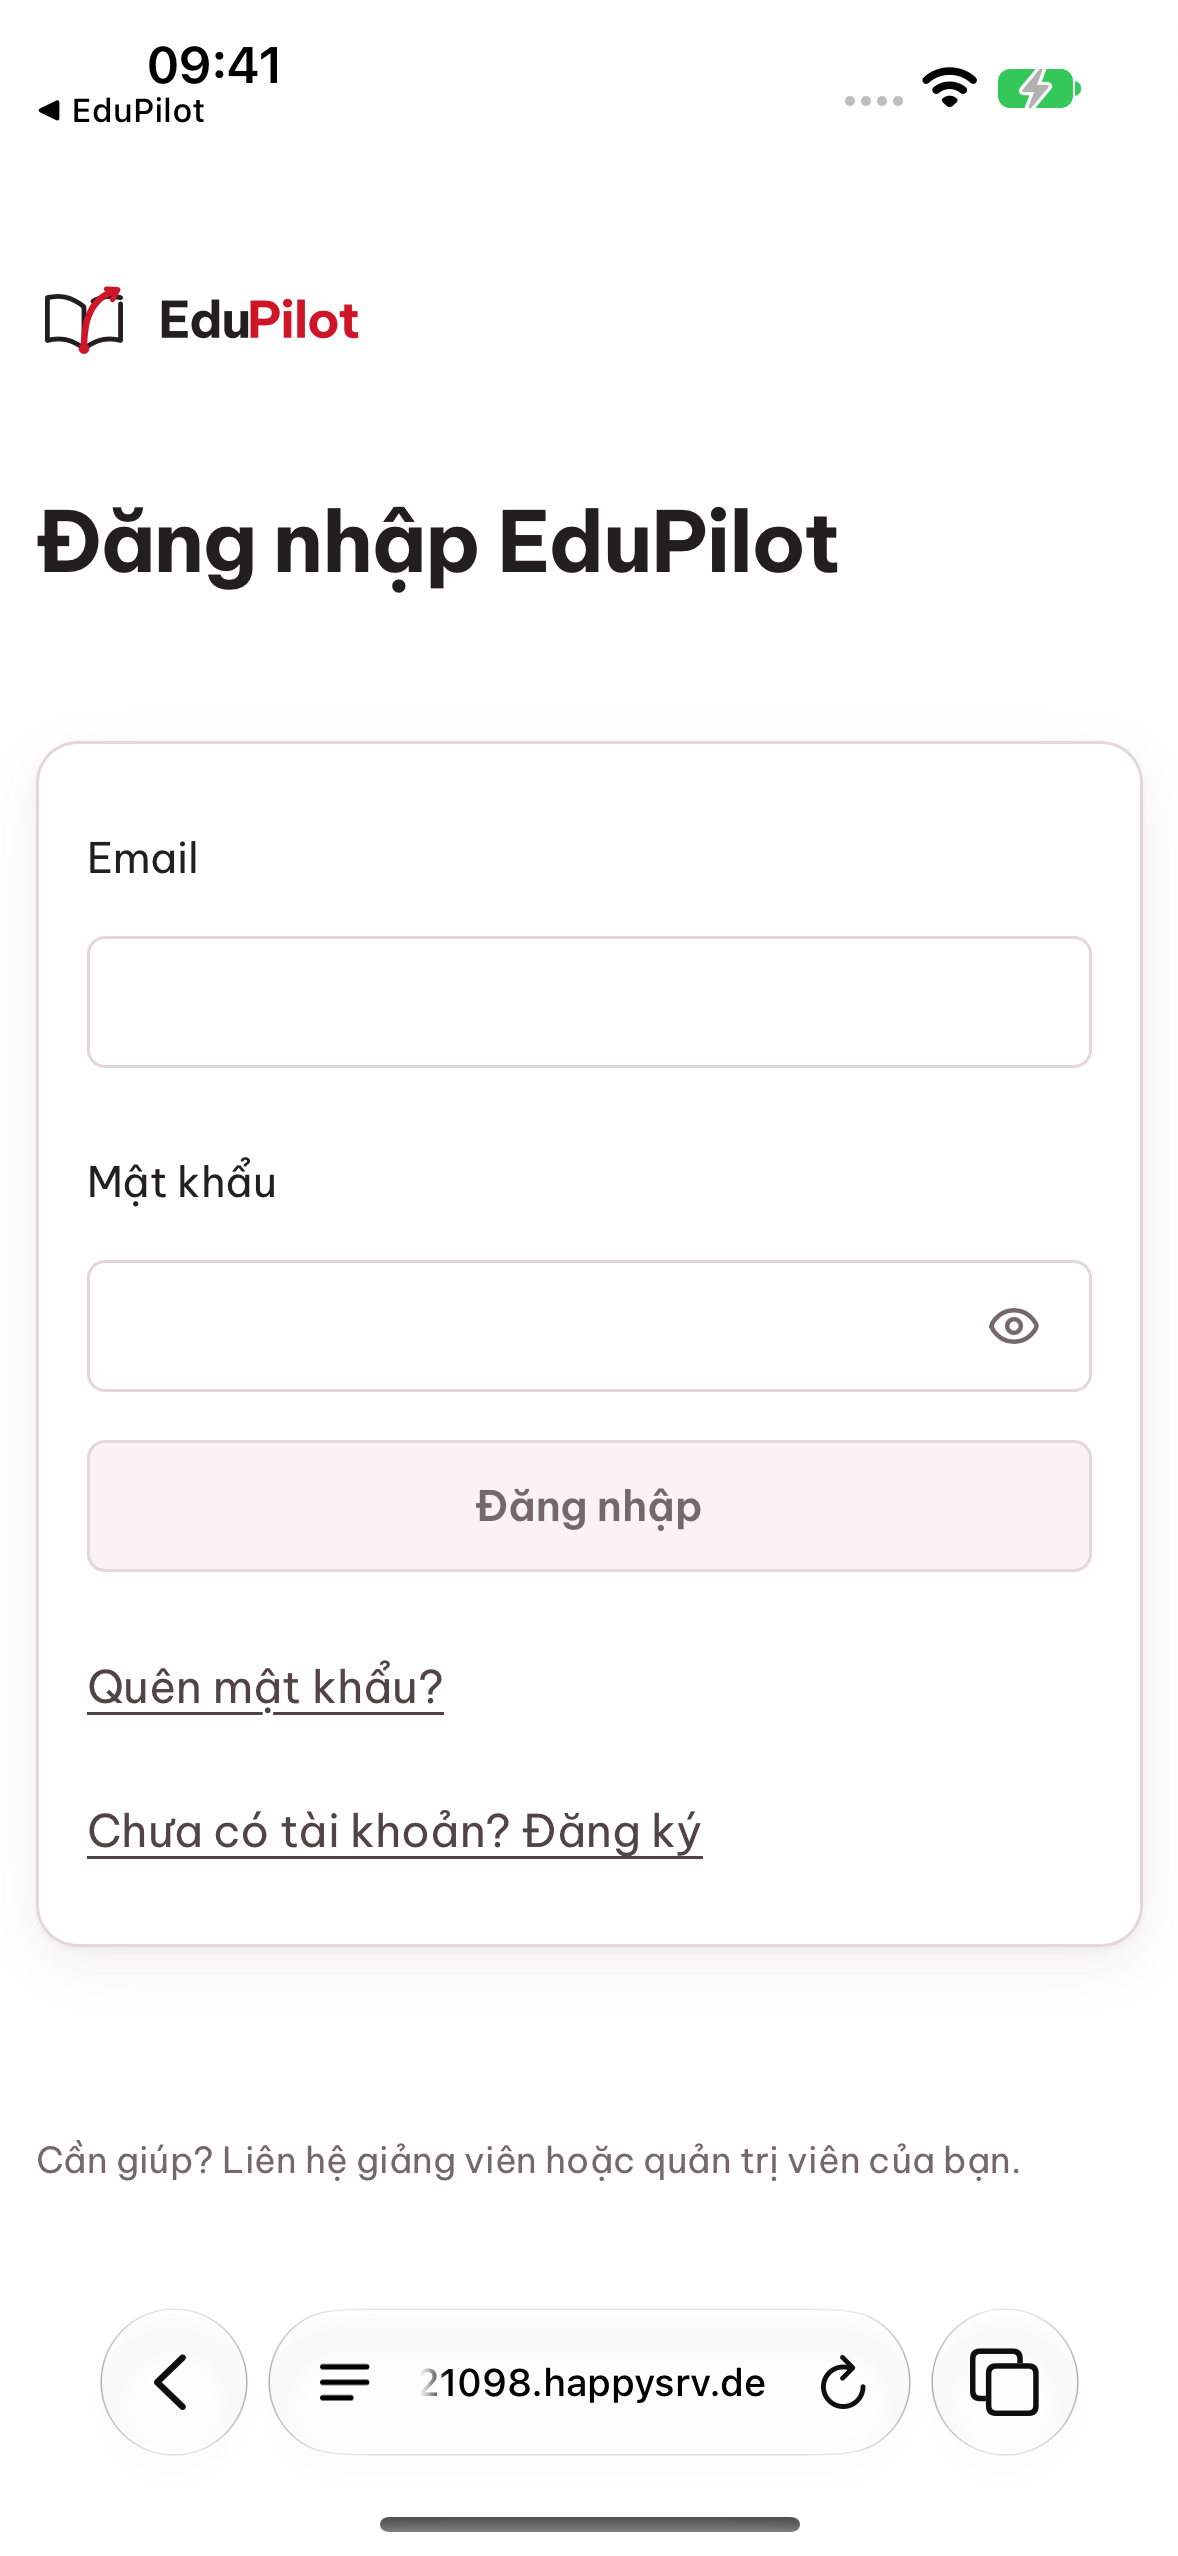 09:41
◀ EduPilot
EduPilot
Đăng nhập EduPilot
Email
Mật khẩu
Đăng nhập
Quên mật khẩu?
Chưa có tài khoản? Đăng ký
Cần giúp? Liên hệ giảng viên hoặc quản trị viên của bạn.
21098.happysrv.de